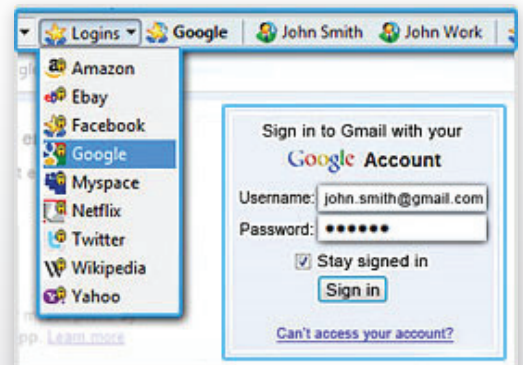 Logins Google John Smith John Work
Amazon
Ebay
Facebook
Google
Myspace
Netflix
Twitter
Wikipedia
Yahoo
Sign in to Gmail with your
Google Account
Username: john.smith@gmail.com
Password: ••••••
Stay signed in
Sign in
Can't access your account?
pp. Learn more